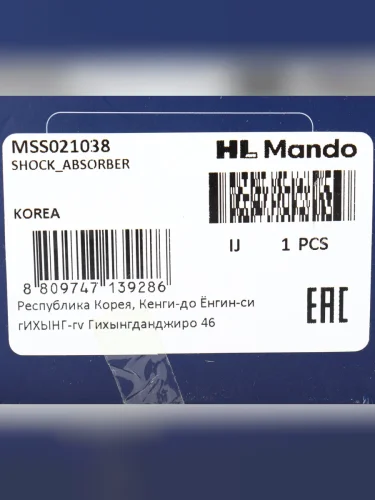 MSS021038
SHOCK_ABSORBER
HL Mando
KOREA
IJ 1 PCS
8 809747 139286
Республика Корея, Кенги-до Ёнгин-си
гИХЫНГ-rv Гихынгданджиро 46
EAC